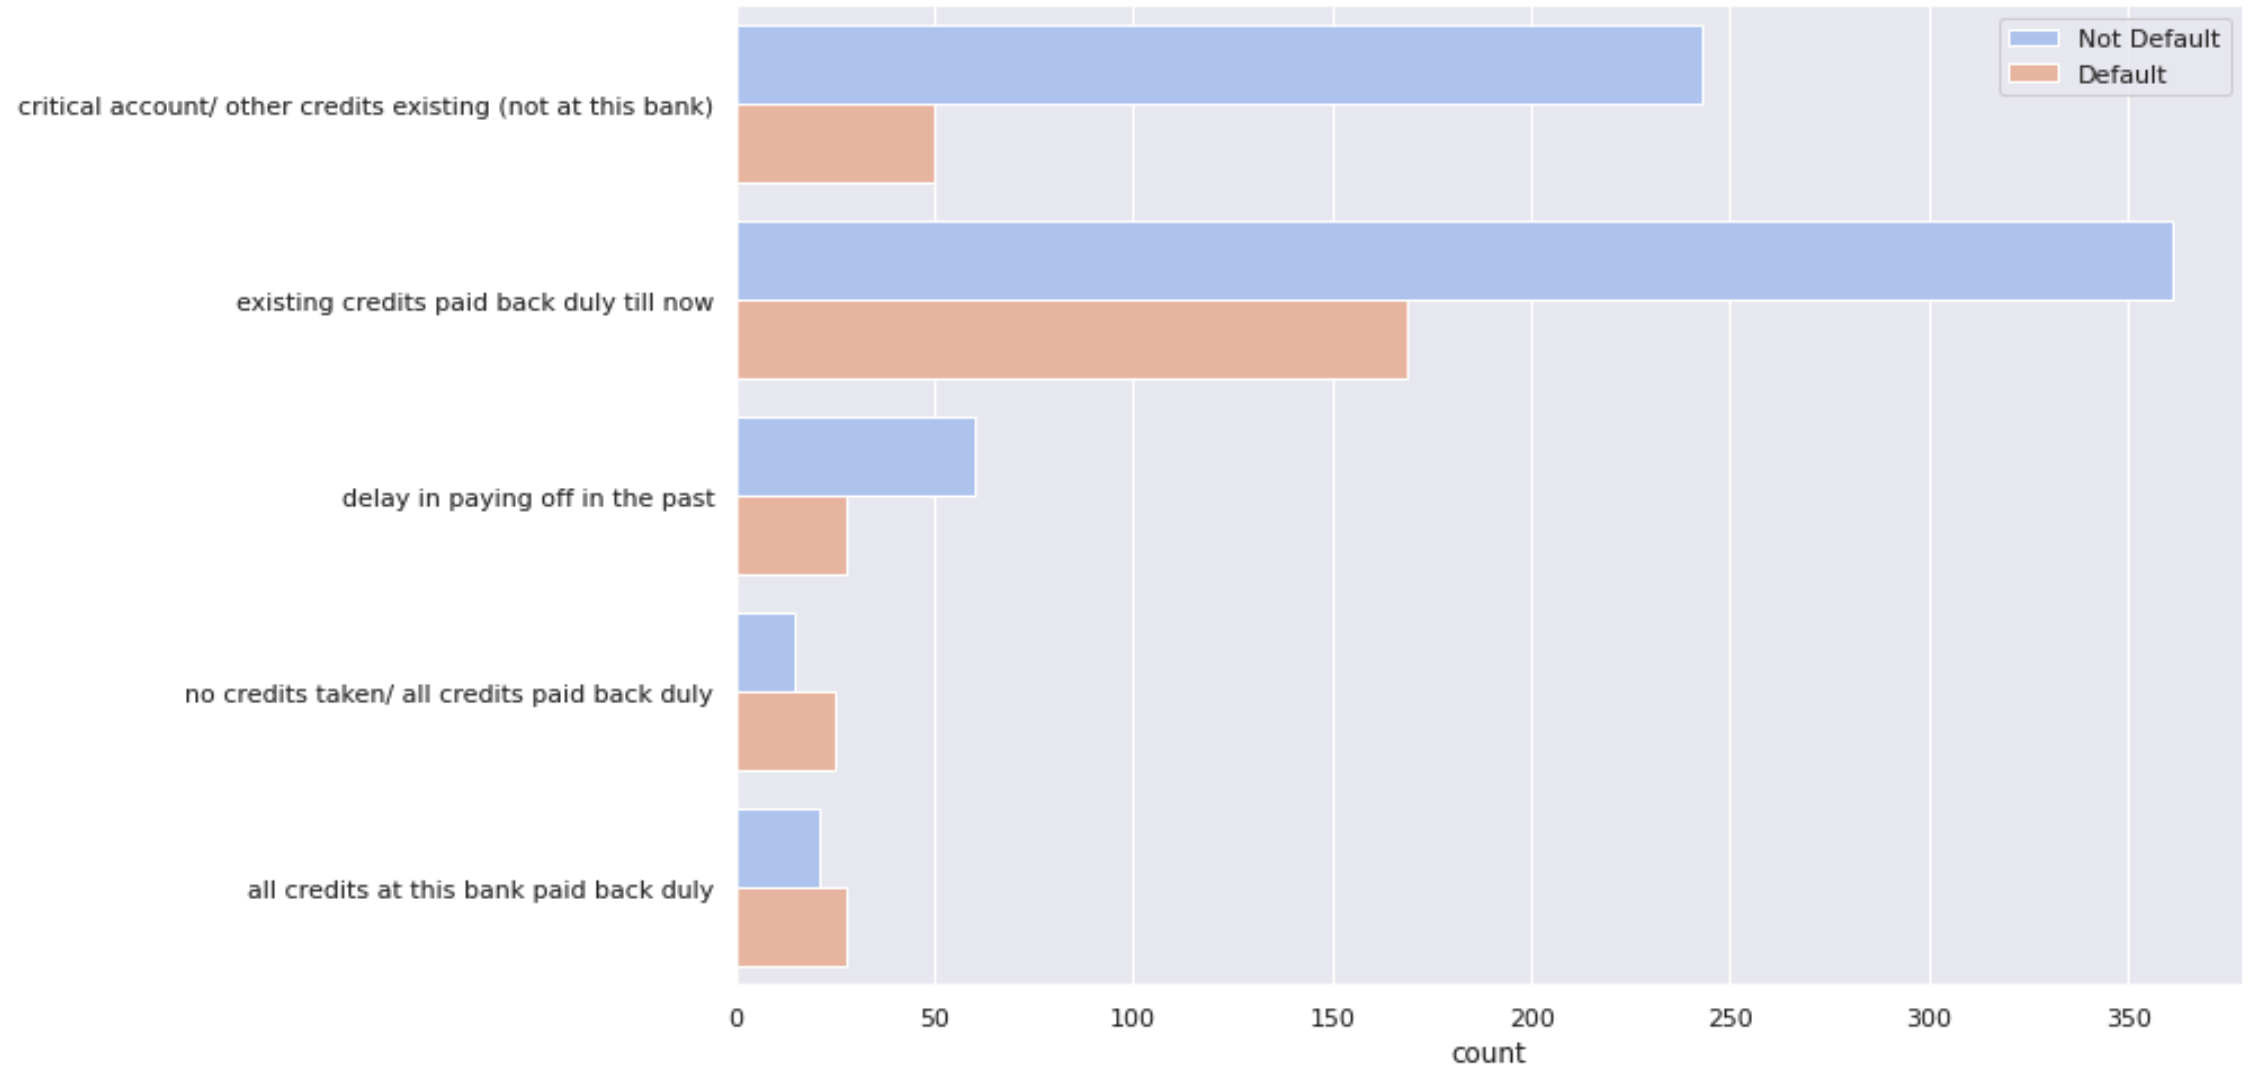 Not Default
Default
critical account/ other credits existing (not at this bank)
existing credits paid back duly till now
delay in paying off in the past
no credits taken/ all credits paid back duly
all credits at this bank paid back duly
0 50 100 150 200 250 300 350
count